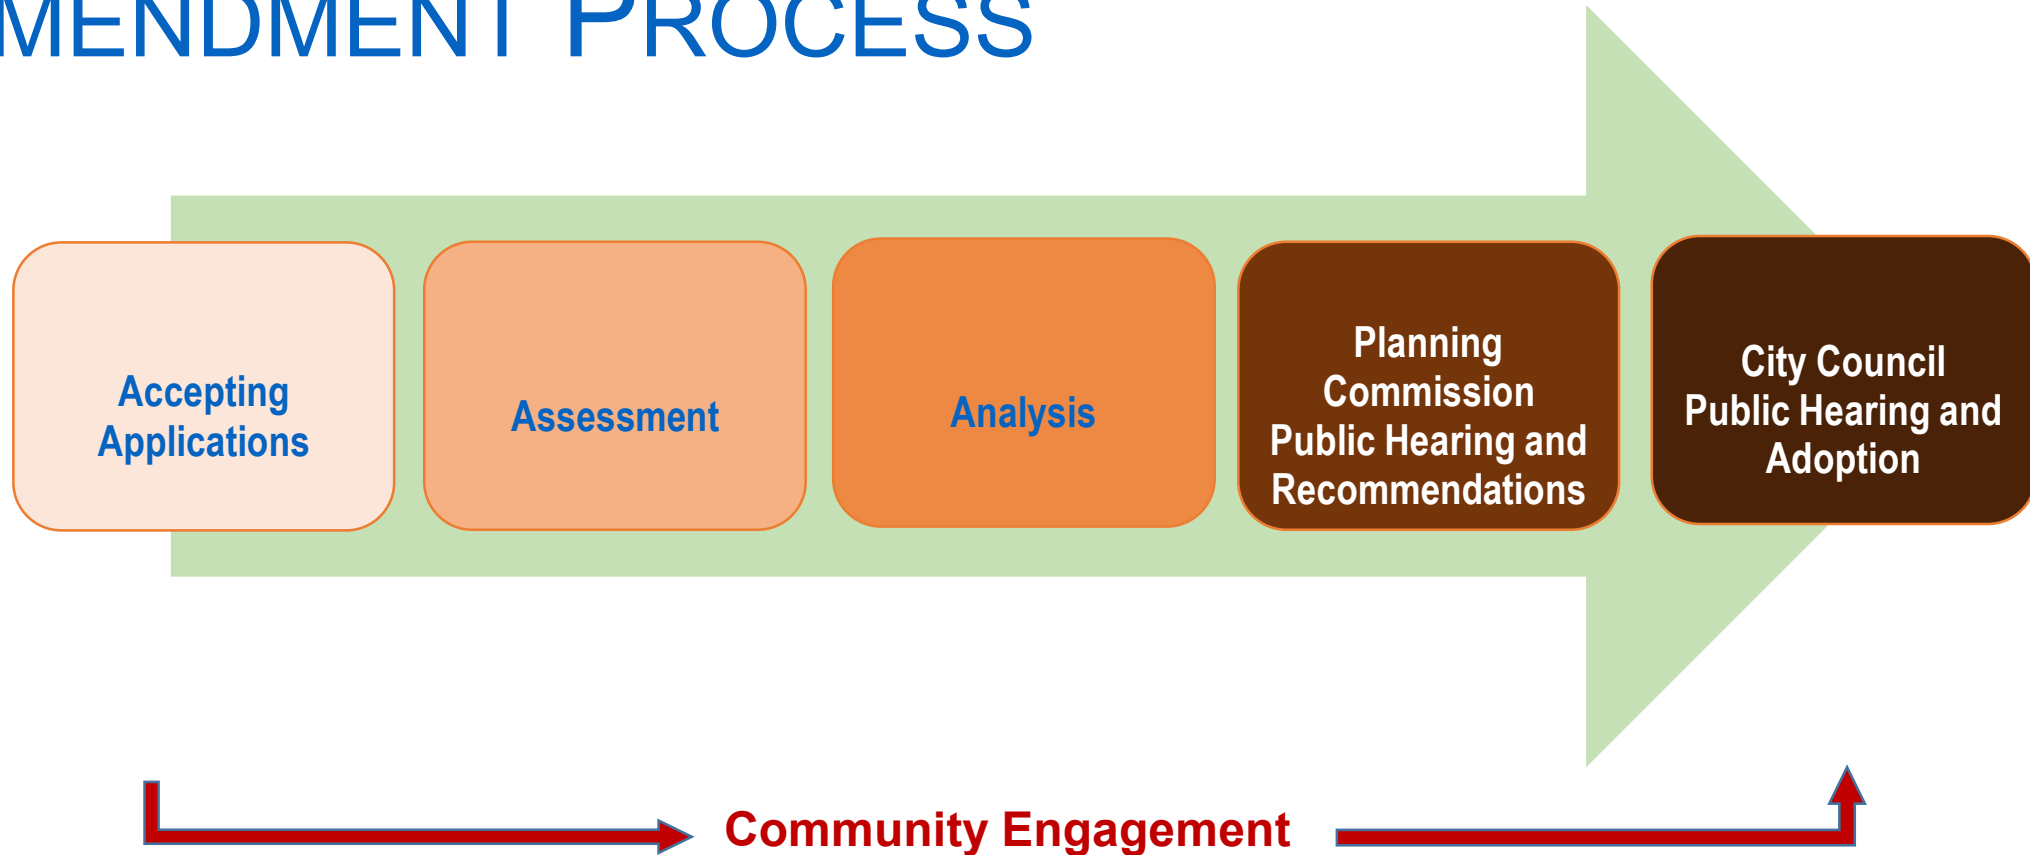 MENDMENT PROCESS
Accepting
Applications
Assessment
Analysis
Planning
Commission
Public Hearing and
Recommendations
City Council
Public Hearing and
Adoption
Community Engagement